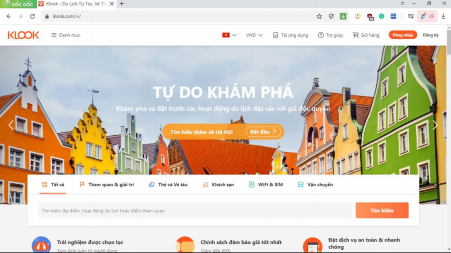 cốc cốc
Klook - Du Lịch Tự Túc, Nỗ Tr
klook.com/vi/
KLOOK
Danh mục
VND
Tải ứng dụng
Trợ giúp
Giỏ hàng
Đăng nhập
Đăng ký
TỰ DO KHÁM PHÁ
Khám phá và đặt trước các hoạt động du lịch đặc sắc với giá độc quyền
Tìm hiểu thêm về Hà Nội
Bắt đầu
Tất cả
Tham quan & giải trí
Thẻ và Vé tàu
Khách sạn
WiFi & SIM
Vận chuyển
Tìm kiếm địa điểm, hoạt động du lịch hoặc điểm tham quan
Tìm kiếm
Trải nghiệm được chọn lọc
Chính sách đảm bảo giá tốt nhất
Đặt dịch vụ an toàn & nhanh
chóng